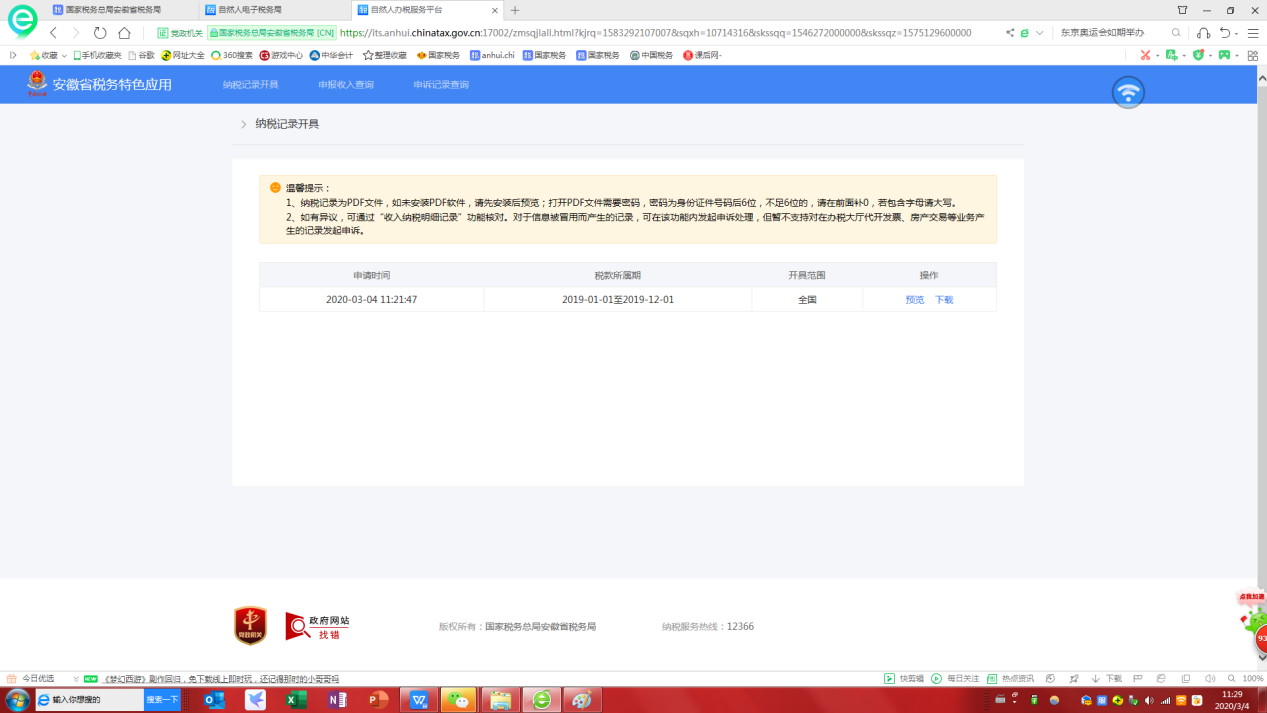 国家税务总局安徽省税务局
自然人电子税务局
自然人办税服务平台
党政机关
国家税务总局安徽省税务局 [CN]
https://its.anhui.chinatax.gov.cn:17002/zmsqjlall.html?kjrq=1583292107007&sqxh=10714316&skssqq=1546272000000&skssqz=1575129600000
东京奥运会如期举办
收藏 手机收藏夹 谷歌 网址大全 360搜索 游戏中心 中华会计 整理收藏 国家税务 anhui.chi 国家税务 国家税务 中国税务 课后网-
安徽省税务特色应用 纳税记录开具 申报收入查询 申诉记录查询
纳税记录开具
温馨提示：
1、纳税记录为PDF文件，如未安装PDF软件，请先安装后预览；打开PDF文件需要密码，密码为身份证件号码后6位，不足6位的，请在前面补0，若包含字母请大写。
2、如有异议，可通过“收入纳税明细记录”功能核对。对于信息被冒用而产生的记录，可在该功能内发起申诉处理，但暂不支持对在办税大厅代开发票、房产交易等业务产
生的记录发起申诉。
申请时间 税款所属期 开具范围 操作
2020-03-04 11:21:47 2019-01-01至2019-12-01 全国 预览 下载
党政机关
政府网站
找错
版权所有：国家税务总局安徽省税务局 纳税服务热线：12366
点我加速
93
今日优选 NEW 《梦幻西游》副作回归，免下载线上即时玩，还记得那时的小哥哥吗
快剪辑 每日关注 热点资讯 下载 100%
输入你想搜的 搜索一下
11:29
2020/3/4